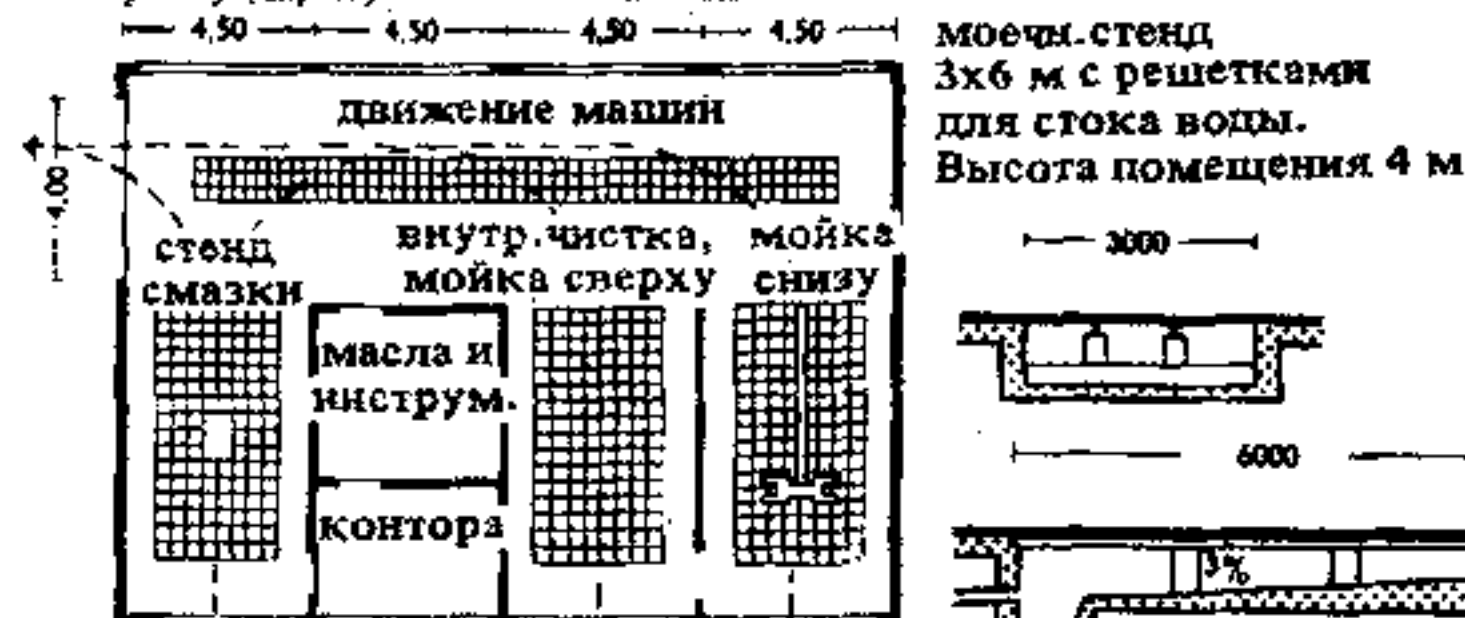 4,50 4,50 4,50 4,50
движение машин
4,00
стенд
смазки
внутр.чистка,
мойка сверху
мойка
снизу
масла и
инструм.
контора
моечн.стенд
3х6 м с решетками
для стока воды.
Высота помещения 4 м
3000
6000
3%